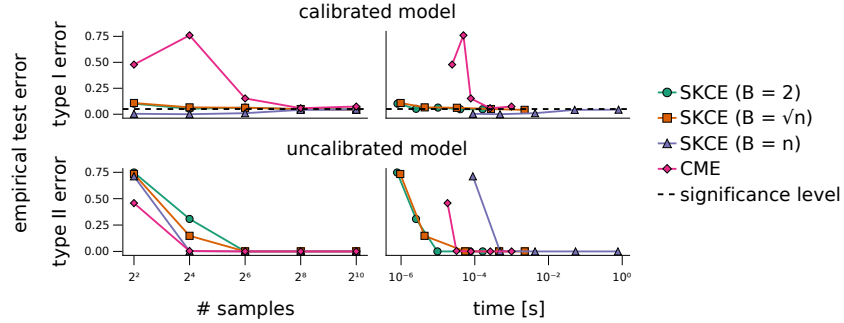 calibrated model
empirical test error
type I error
0.75
0.50
0.25
0.00
uncalibrated model
type II error
0.75
0.50
0.25
0.00
2² 2⁴ 2⁶ 2⁸ 2¹⁰
10⁻⁶ 10⁻⁴ 10⁻² 10⁰
# samples
time [s]
SKCE (B = 2)
SKCE (B = √n)
SKCE (B = n)
CME
significance level